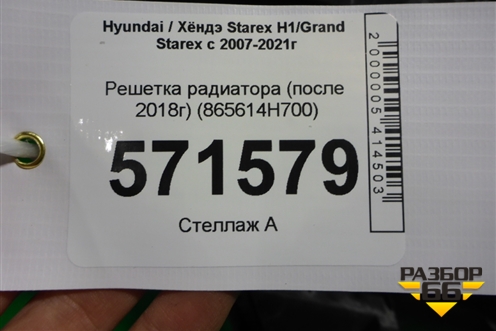 Hyundai / Хёндэ Starex H1/Grand
Starex с 2007-2021г
Решетка радиатора (после
2018г) (865614H700)
571579
Стеллаж А
2000005414503
РАЗБОР
66